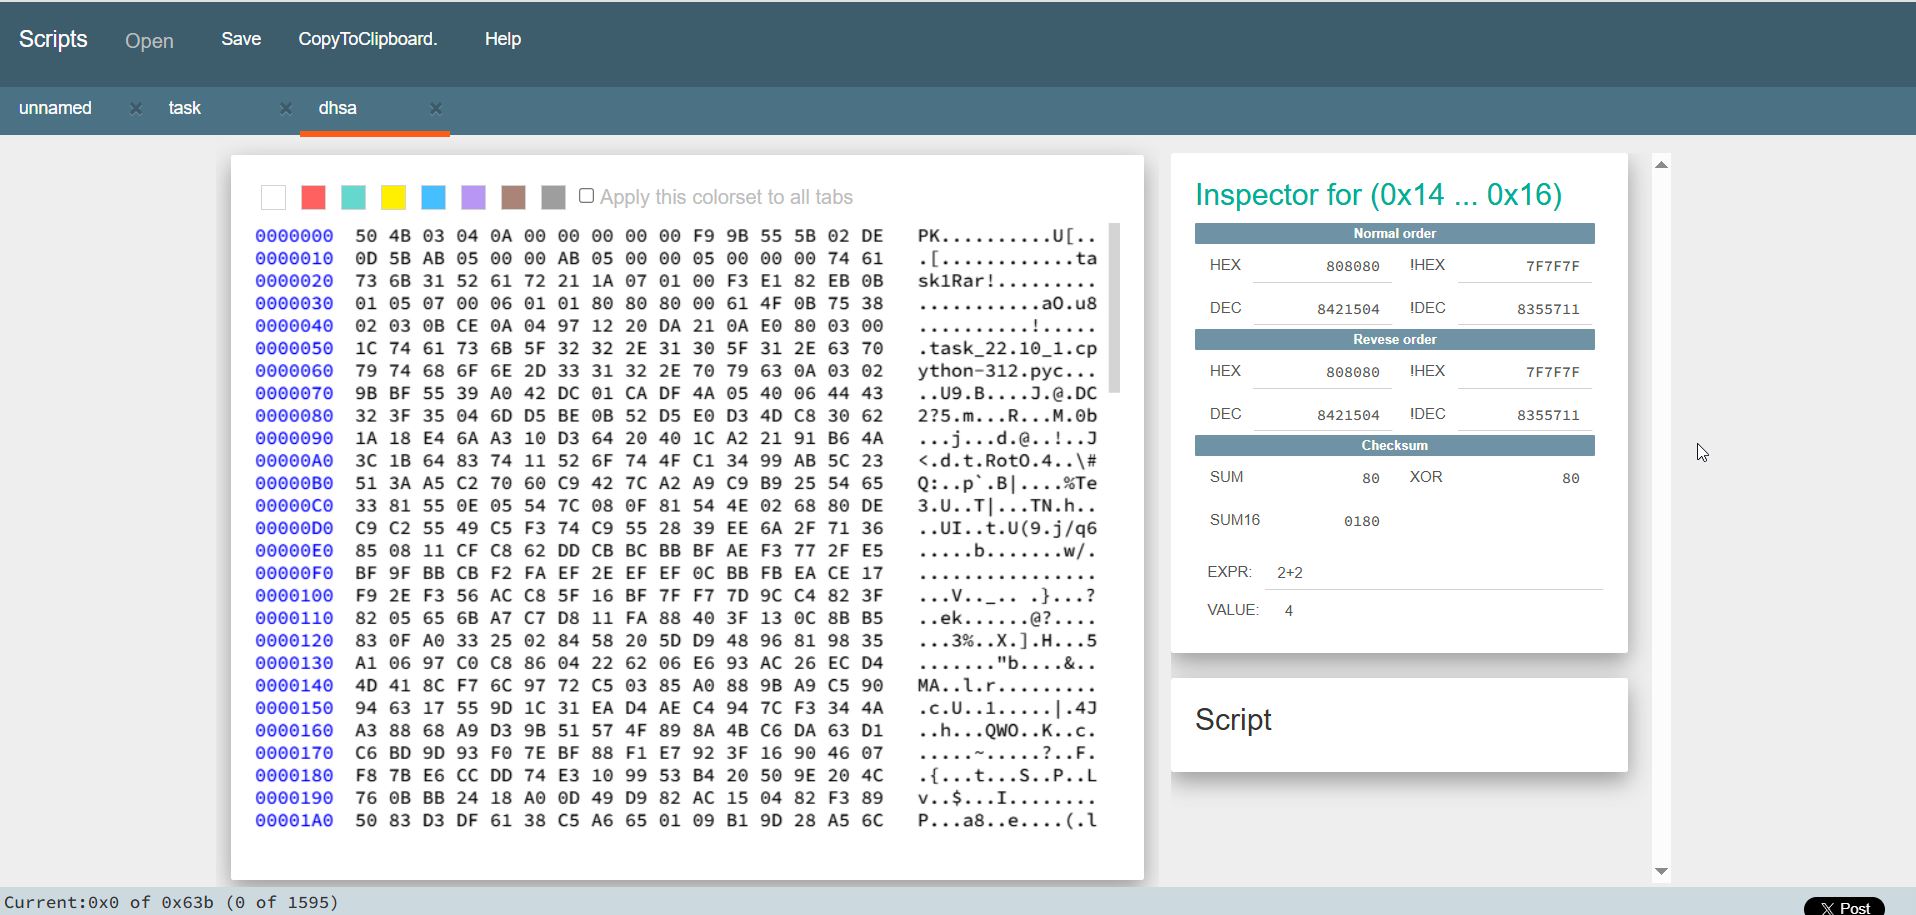 Scripts Open Save CopyToClipboard. Help
unnamed × task × dhsa ×
Apply this colorset to all tabs
0000000 50 4B 03 04 0A 00 00 00 00 00 F9 9B 55 5B 02 DE PK..........U[..
0000010 0D 5B AB 05 00 00 AB 05 00 00 05 00 00 00 74 61 .[............ta
0000020 73 6B 31 52 61 72 21 1A 07 01 00 F3 E1 82 EB 0B sk1Rar!.........
0000030 01 05 07 00 06 01 01 80 80 80 00 61 4F 0B 75 38 ...........aO.u8
0000040 02 03 0B CE 0A 04 97 12 20 DA 21 0A E0 80 03 00 ..........!.....
0000050 1C 74 61 73 6B 5F 32 32 2E 31 30 5F 31 2E 63 70 .task_22.10_1.cp
0000060 79 74 68 6F 6E 2D 33 31 32 2E 70 79 63 0A 03 02 ython-312.pyc...
0000070 9B BF 55 39 A0 42 DC 01 CA DF 4A 05 40 06 44 43 ..U9.B....J.@.DC
0000080 32 3F 35 04 6D D5 BE 0B 52 D5 E0 D3 4D C8 30 62 2?5.m...R...M.0b
0000090 1A 18 E4 6A A3 10 D3 64 20 40 1C A2 21 91 B6 4A ...j...d.@..!..J
00000A0 3C 1B 64 83 74 11 52 6F 74 4F C1 34 99 AB 5C 23 <.d.t.RotO.4..\#
00000B0 51 3A A5 C2 70 60 C9 42 7C A2 A9 C9 B9 25 54 65 Q:..p`.B|....%Te
00000C0 33 81 55 0E 05 54 7C 08 0F 81 54 4E 02 68 80 DE 3.U..T|...TN.h..
00000D0 C9 C2 55 49 C5 F3 74 C9 55 28 39 EE 6A 2F 71 36 ..UI..t.U(9.j/q6
00000E0 85 08 11 CF C8 62 DD CB BC BB BF AE F3 77 2F E5 .....b.......w/.
00000F0 BF 9F BB CB F2 FA EF 2E EF EF 0C BB FB EA CE 17 ................
0000100 F9 2E F3 56 AC C8 5F 16 BF 7F F7 7D 9C C4 82 3F ...V.._.. .}...?
0000110 82 05 65 6B A7 C7 D8 11 FA 88 40 3F 13 0C 8B B5 ..ek......@?....
0000120 83 0F A0 33 25 02 84 58 20 5D D9 48 96 81 98 35 ...3%..X.].H...5
0000130 A1 06 97 C0 C8 86 04 22 62 06 E6 93 AC 26 EC D4 ......."b....&..
0000140 4D 41 8C F7 6C 97 72 C5 03 85 A0 88 9B A9 C5 90 MA..l.r.........
0000150 94 63 17 55 9D 1C 31 EA D4 AE C4 94 7C F3 34 4A .c.U..1.....|.4J
0000160 A3 88 68 A9 D3 9B 51 57 4F 89 8A 4B C6 DA 63 D1 ..h...QWO..K..c.
0000170 C6 BD 9D 93 F0 7E BF 88 F1 E7 92 3F 16 90 46 07 .....~.....?..F.
0000180 F8 7B E6 CC DD 74 E3 10 99 53 B4 20 50 9E 20 4C .{...t...S..P..L
0000190 76 0B BB 24 18 A0 0D 49 D9 82 AC 15 04 82 F3 89 v..$...I........
00001A0 50 83 D3 DF 61 38 C5 A6 65 01 09 B1 9D 28 A5 6C P...a8..e....(.l
Inspector for (0x14 ... 0x16)
Normal order
HEX 808080 !HEX 7F7F7F
DEC 8421504 !DEC 8355711
Revese order
HEX 808080 !HEX 7F7F7F
DEC 8421504 !DEC 8355711
Checksum
SUM 80 XOR 80
SUM16 0180
EXPR: 2+2
VALUE: 4
Script
Current:0x0 of 0x63b (0 of 1595)
X Post